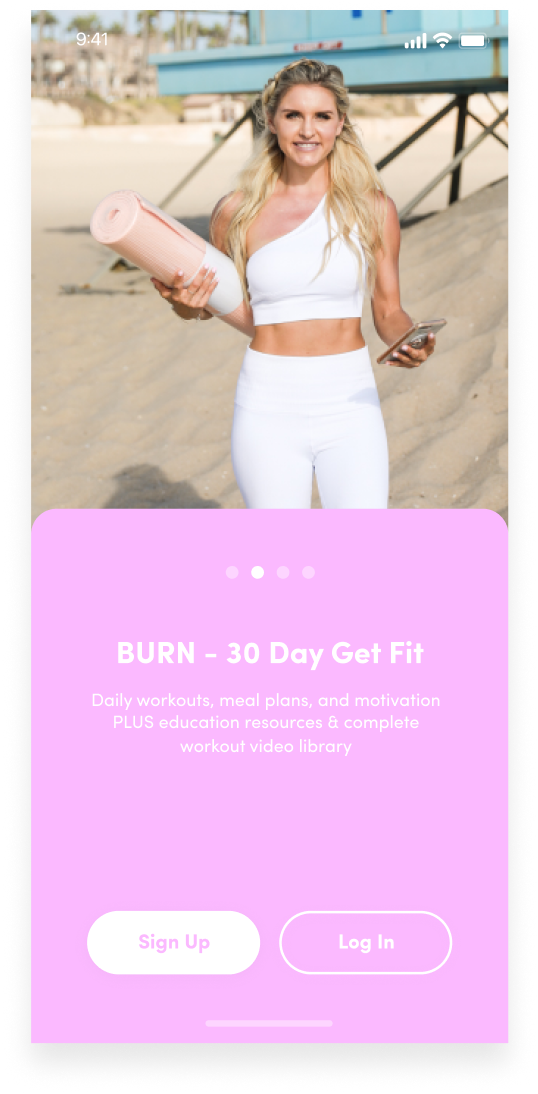 9:41
BURN - 30 Day Get Fit
Daily workouts, meal plans, and motivation
PLUS education resources & complete
workout video library
Sign Up
Log In